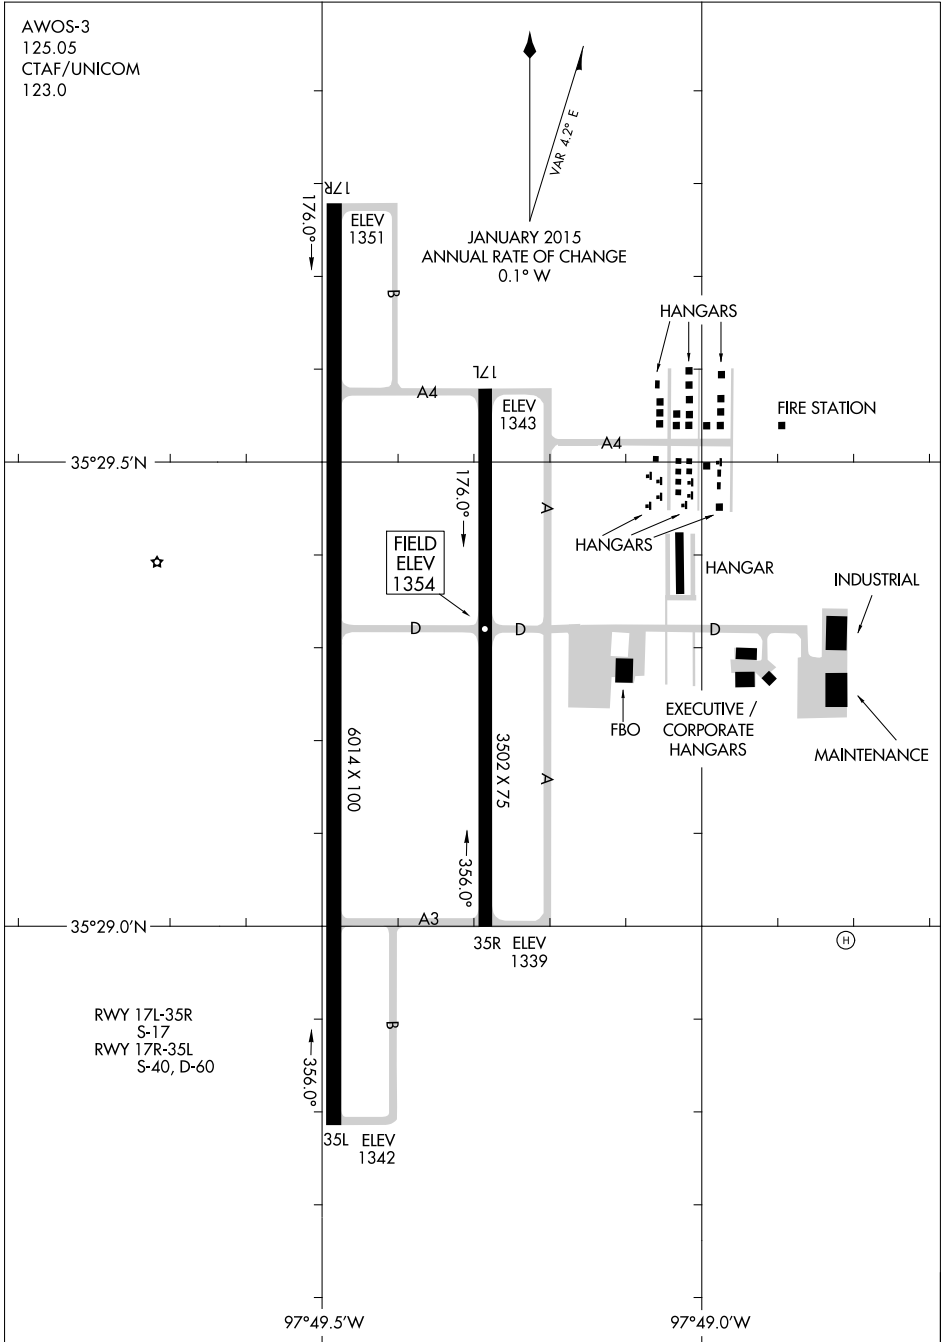 AWOS-3
125.05
CTAF/UNICOM
123.0
VAR 4.2° E
JANUARY 2015
ANNUAL RATE OF CHANGE
0.1° W
17R
176.0°
ELEV
1351
B
HANGARS
17L
A4
ELEV
1343
FIRE STATION
A4
35°29.5'N
176.0°
A
HANGARS
FIELD
ELEV
1354
HANGAR
INDUSTRIAL
D
D
D
FBO
EXECUTIVE /
CORPORATE
HANGARS
MAINTENANCE
6014 X 100
3502 X 75
A
356.0°
A3
35°29.0'N
35R ELEV
1339
H
RWY 17L-35R
S-17
RWY 17R-35L
S-40, D-60
B
356.0°
35L ELEV
1342
97°49.5'W
97°49.0'W